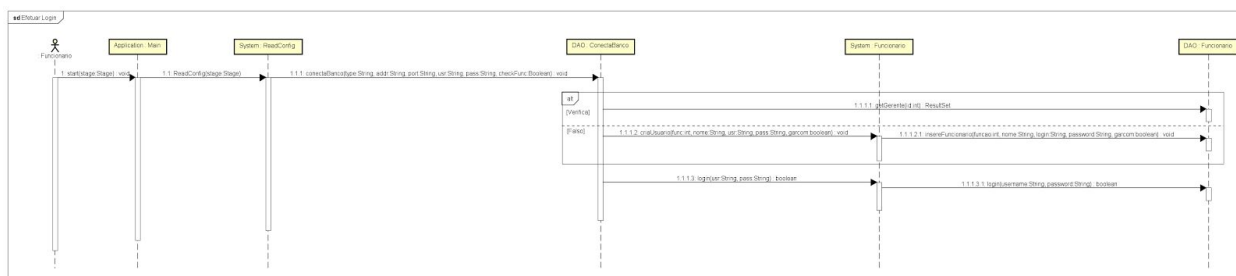 sd Efetuar Login
Funcionario
Application : Main
System : ReadConfig
DAO : ConectaBanco
System : Funcionario
DAO : Funcionario
1: start(stage:Stage) : void
1.1: ReadConfig(stage:Stage)
1.1.1: conectaBanco(type:String, addr:String, port:String, usr:String, pass:String, checkFunc:Boolean) : void
alt
[Verifica]
1.1.1.1: getGerente(id:int) : ResultSet
[Falso]
1.1.1.2: criaUsuario(func:int, nome:String, usr:String, pass:String, garcom:boolean) : void
1.1.1.2.1: insereFuncionario(funcao:int, nome:String, login:String, password:String, garcom:boolean) : void
1.1.1.3: login(usr:String, pass:String) : boolean
1.1.1.3.1: login(username:String, password:String) : boolean